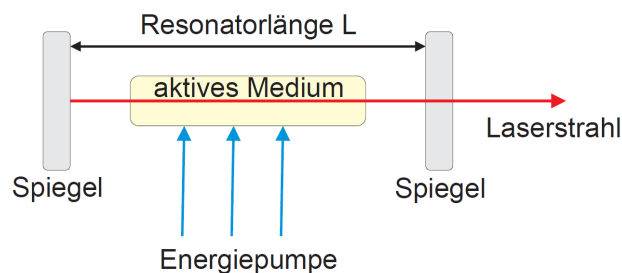 Resonatorlänge L
aktives Medium
Laserstrahl
Spiegel
Spiegel
Energiepumpe